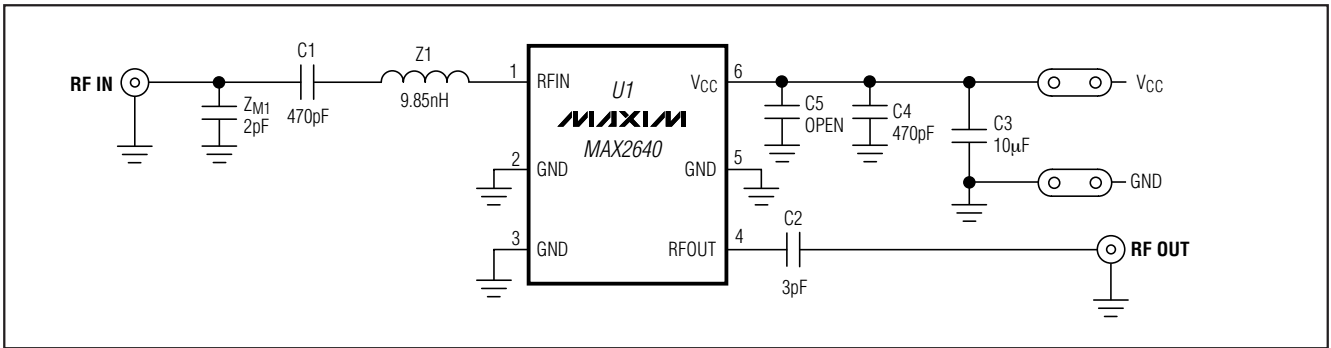 RF IN
ZM1
2pF
C1
470pF
Z1
9.85nH
1
RFIN
2
GND
3
GND
U1
MAXIM
MAX2640
VCC
6
GND
5
RFOUT
4
C5
OPEN
C4
470pF
C3
10µF
VCC
GND
C2
3pF
RF OUT